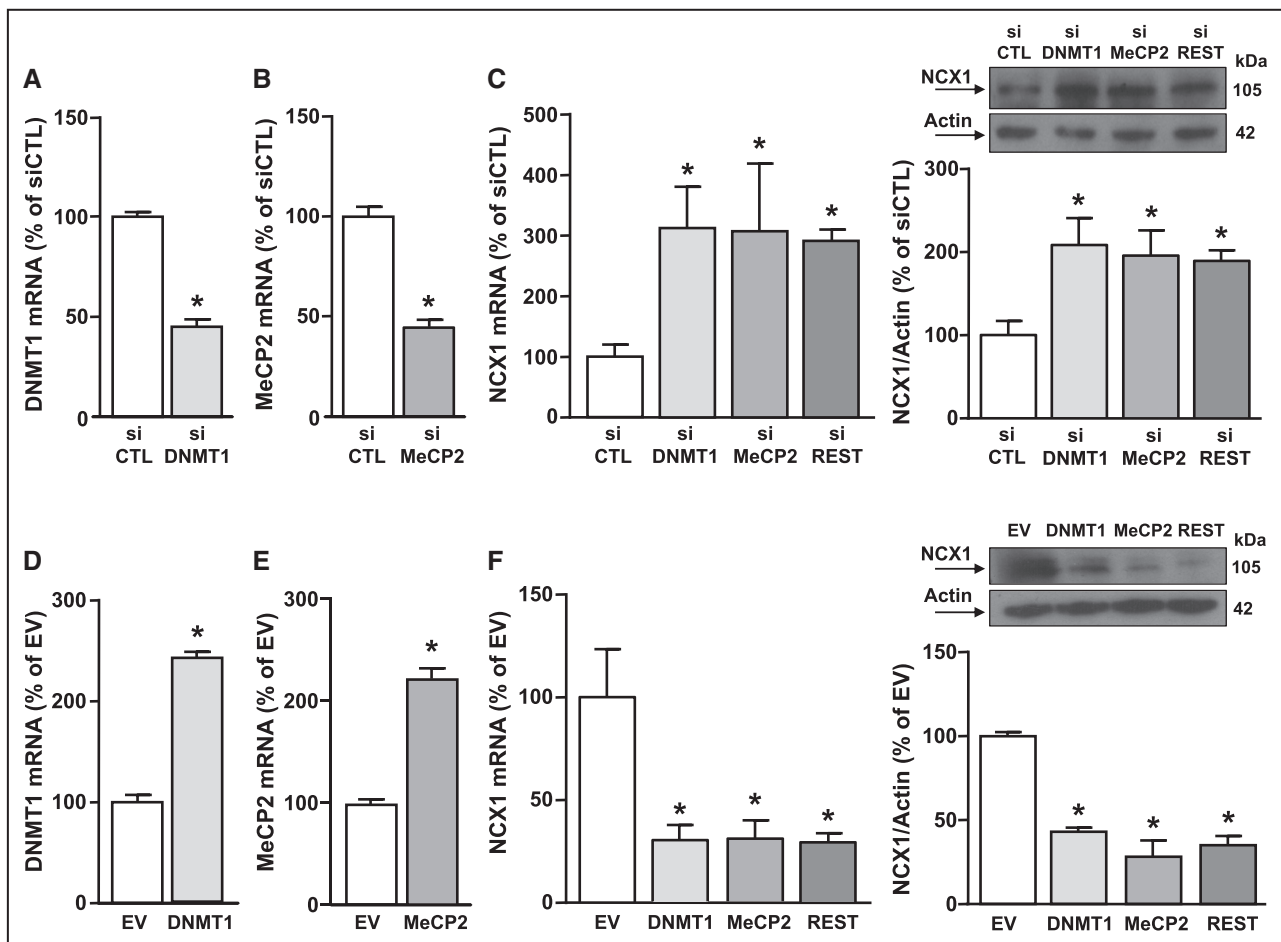 A
DNMT1 mRNA (% of siCTL)
150
100
50
0
*
si si
CTL DNMT1
B
MeCP2 mRNA (% of siCTL)
150
100
50
0
*
si si
CTL MeCP2
C
NCX1 mRNA (% of siCTL)
500
400
300
200
100
0
* * *
si si si si
CTL DNMT1 MeCP2 REST
si si si si
CTL DNMT1 MeCP2 REST
kDa
NCX1 105
Actin 42
NCX1/Actin (% of siCTL)
300
200
100
0
* * *
si si si si
CTL DNMT1 MeCP2 REST
D
DNMT1 mRNA (% of EV)
300
200
100
0
*
EV DNMT1
E
MeCP2 mRNA (% of EV)
300
200
100
0
*
EV MeCP2
F
NCX1 mRNA (% of EV)
150
100
50
0
* * *
EV DNMT1 MeCP2 REST
EV DNMT1 MeCP2 REST
kDa
NCX1 105
Actin 42
NCX1/Actin (% of EV)
150
100
50
0
* * *
EV DNMT1 MeCP2 REST